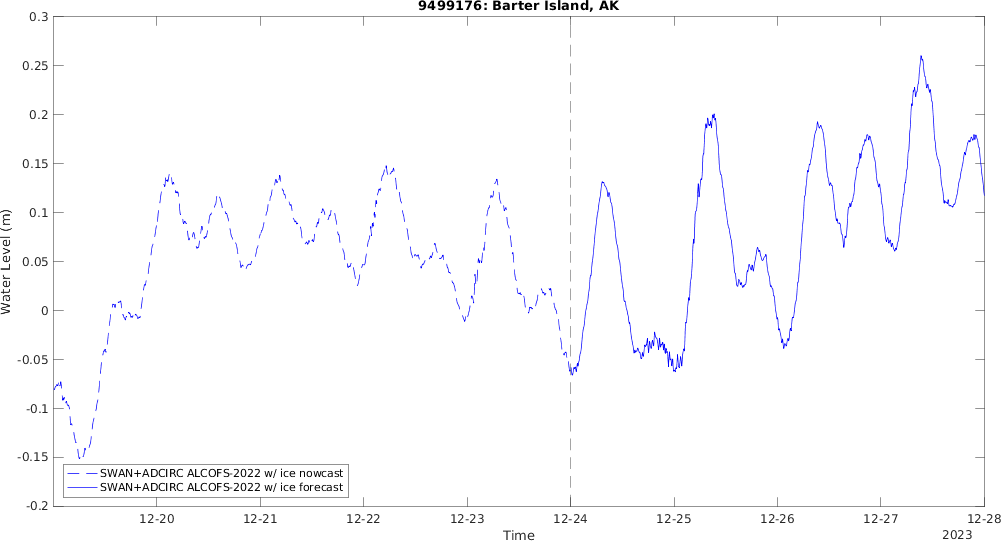 9499176: Barter Island, AK
0.3
0.25
0.2
0.15
0.1
0.05
0
-0.05
-0.1
-0.15
-0.2
Water Level (m)
SWAN+ADCIRC ALCOFS-2022 w/ ice nowcast
SWAN+ADCIRC ALCOFS-2022 w/ ice forecast
12-20 12-21 12-22 12-23 12-24 12-25 12-26 12-27 12-28
Time
2023